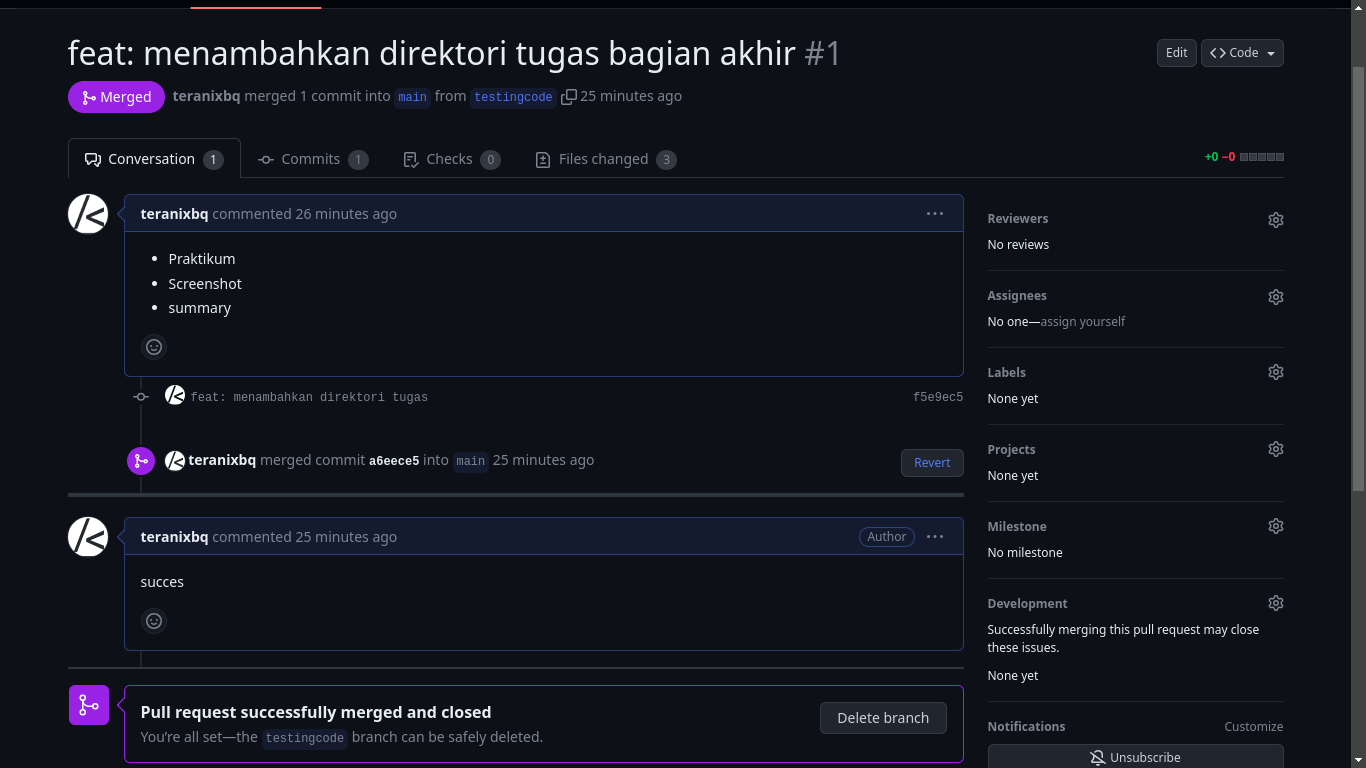 feat: menambahkan direktori tugas bagian akhir #1
Edit
Code
Merged
teranixbq merged 1 commit into main from testingcode 25 minutes ago
Conversation 1
Commits 1
Checks 0
Files changed 3
+0 −0
teranixbq commented 26 minutes ago
Praktikum
Screenshot
summary
feat: menambahkan direktori tugas
f5e9ec5
teranixbq merged commit a6eece5 into main 25 minutes ago
Revert
teranixbq commented 25 minutes ago
Author
succes
Pull request successfully merged and closed
You're all set—the testingcode branch can be safely deleted.
Delete branch
Reviewers
No reviews
Assignees
No one—assign yourself
Labels
None yet
Projects
None yet
Milestone
No milestone
Development
Successfully merging this pull request may close
these issues.
None yet
Notifications
Customize
Unsubscribe